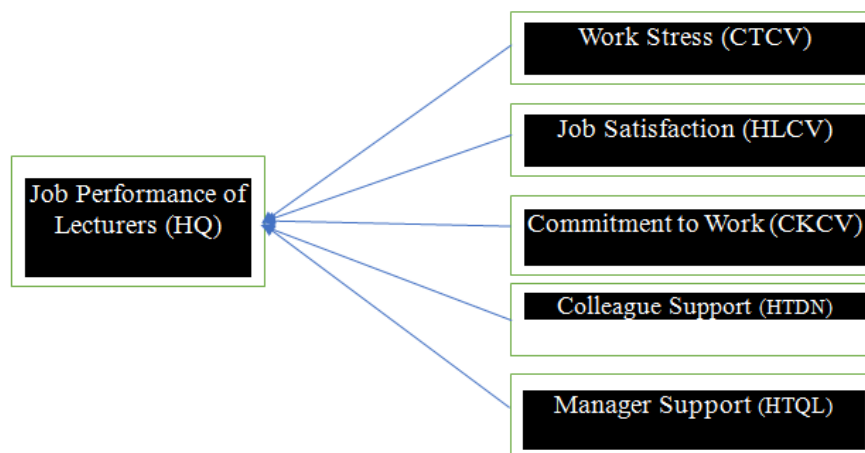 Work Stress (CTCV)
Job Satisfaction (HLCV)
Job Performance of
Lecturers (HQ)
Commitment to Work (CKCV)
Colleague Support (HTDN)
Manager Support (HTQL)